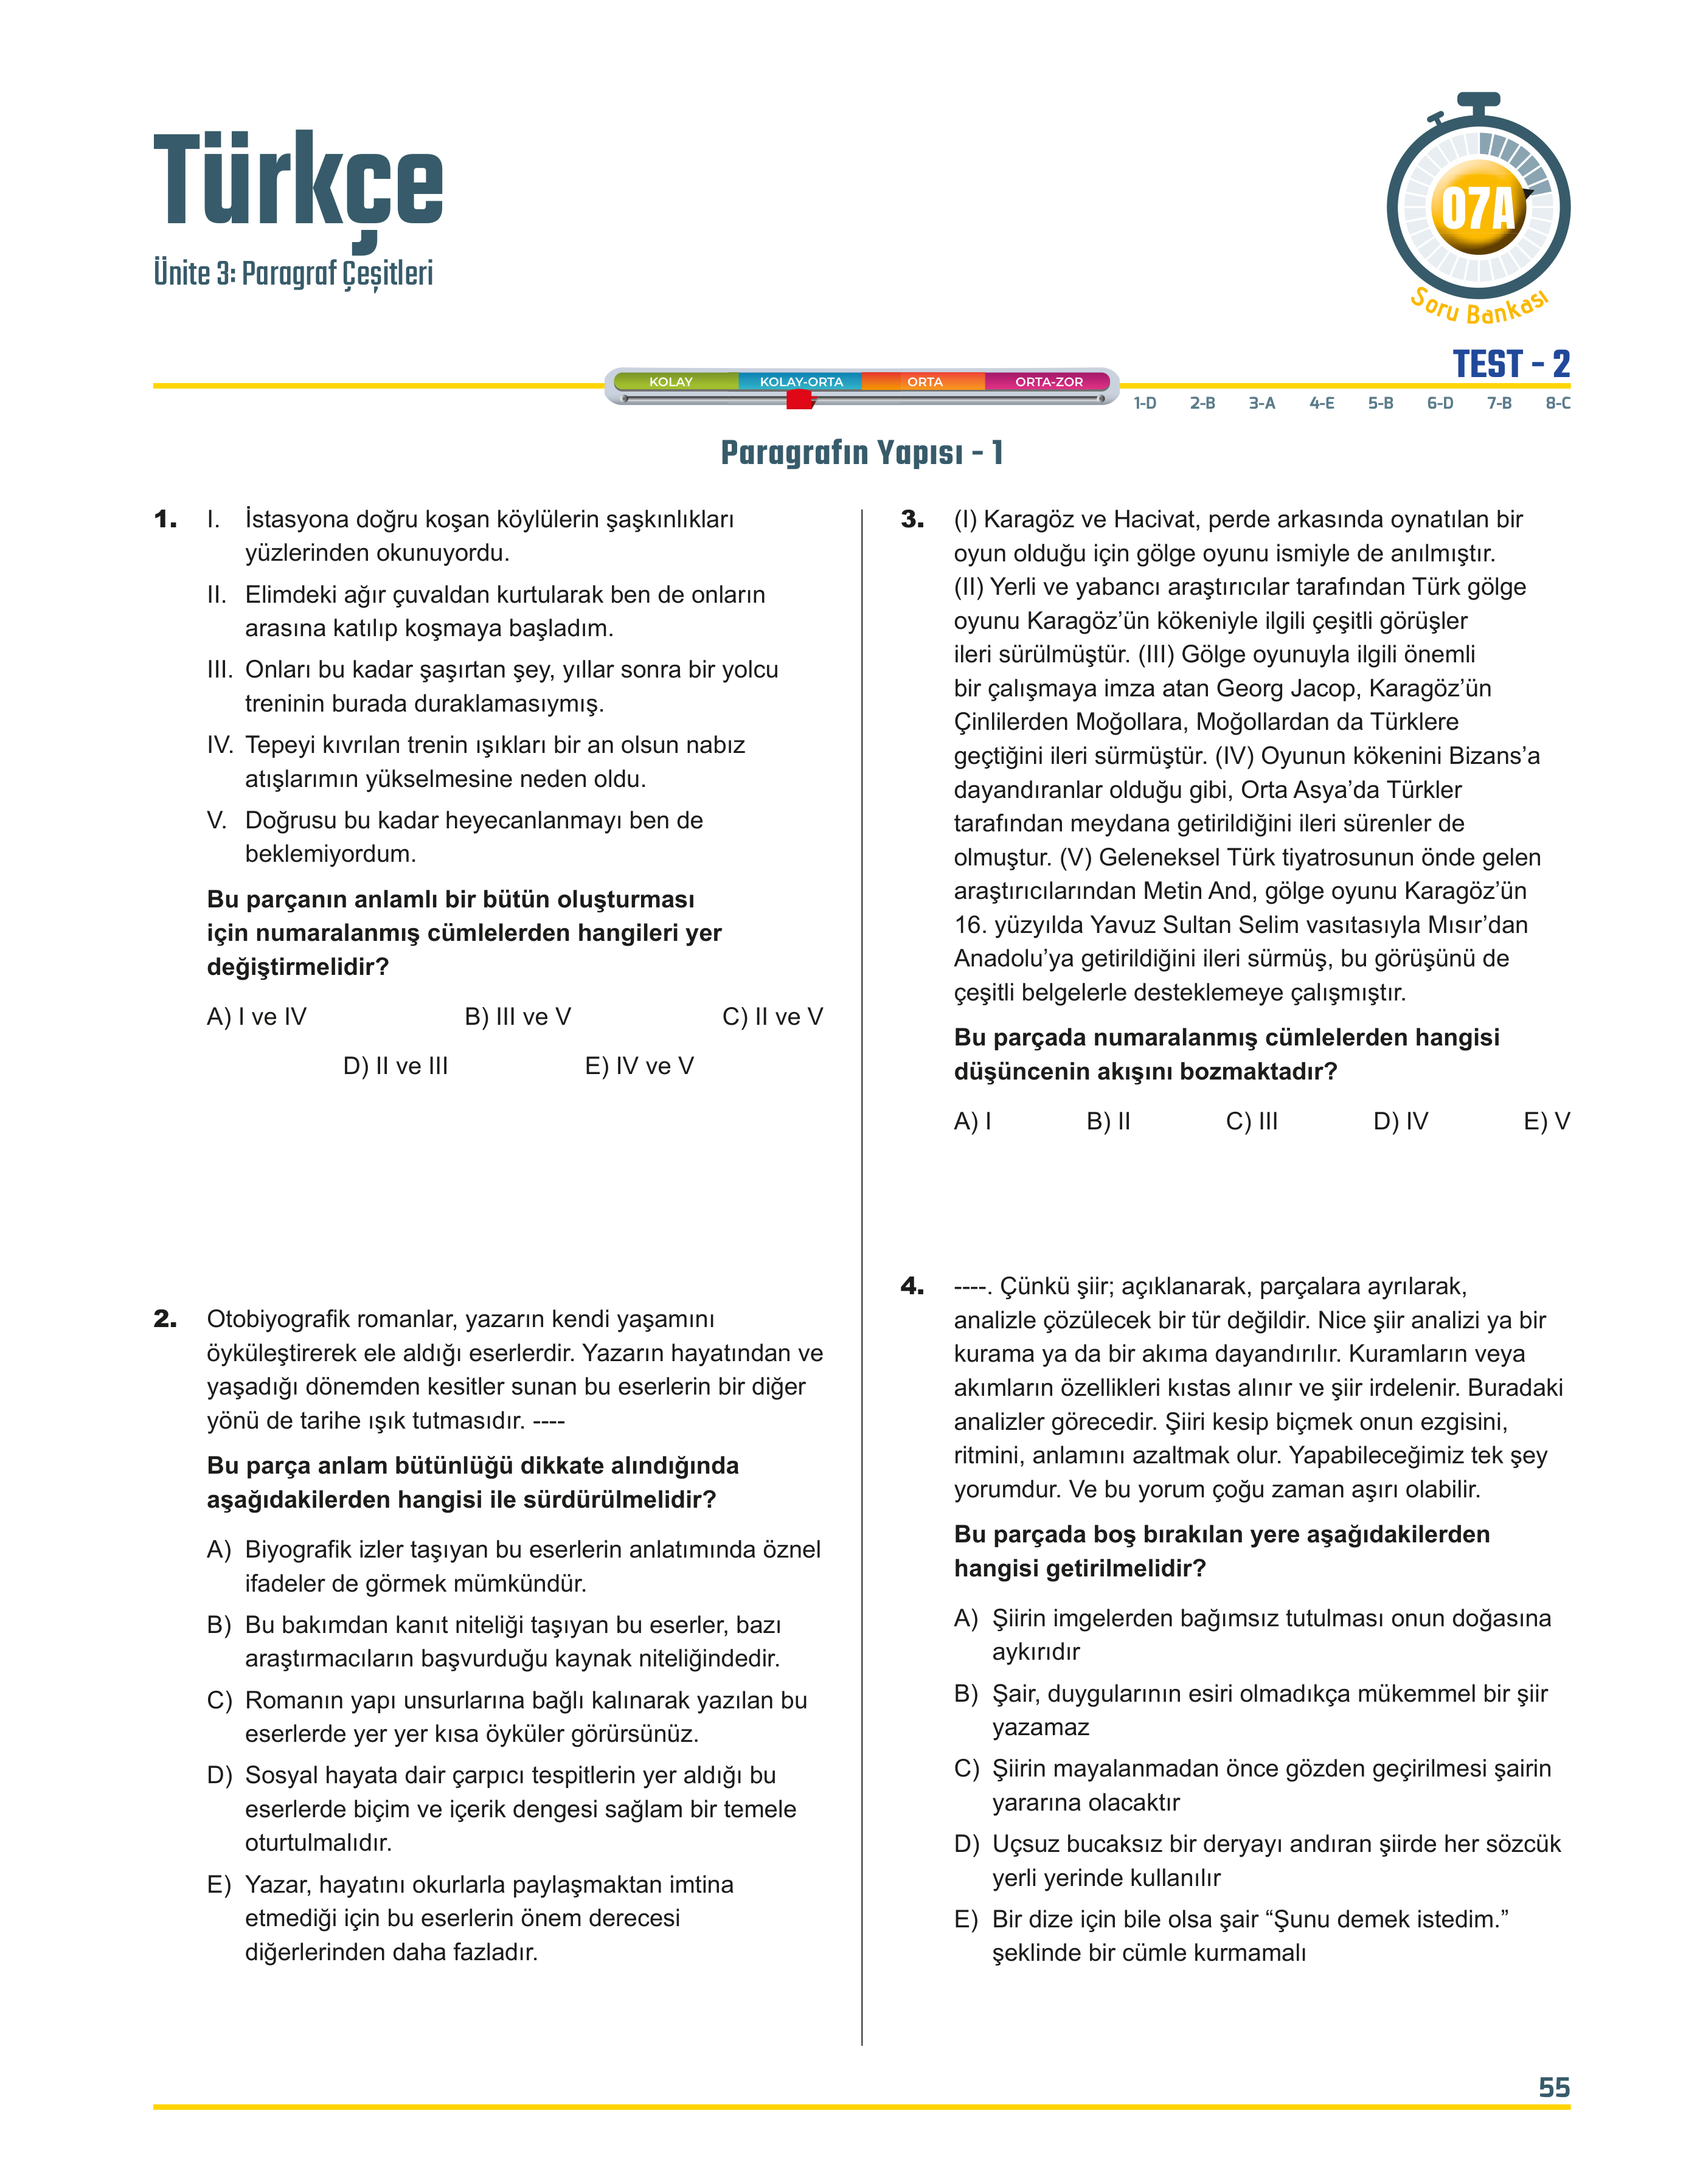 Türkçe
Ünite 3: Paragraf Çeşitleri
07A
Soru Bankası
TEST - 2
KOLAY KOLAY-ORTA ORTA ORTA-ZOR
1-D 2-B 3-A 4-E 5-B 6-D 7-B 8-C
Paragrafın Yapısı - 1
1. I. İstasyona doğru koşan köylülerin şaşkınlıkları
yüzlerinden okunuyordu.
II. Elimdeki ağır çuvaldan kurtularak ben de onların
arasına katılıp koşmaya başladım.
III. Onları bu kadar şaşırtan şey, yıllar sonra bir yolcu
treninin burada duraklamasıymış.
IV. Tepeyi kıvrılan trenin ışıkları bir an olsun nabız
atışlarımın yükselmesine neden oldu.
V. Doğrusu bu kadar heyecanlanmayı ben de
beklemiyordum.
Bu parçanın anlamlı bir bütün oluşturması
için numaralanmış cümlelerden hangileri yer
değiştirmelidir?
A) I ve IV B) III ve V C) II ve V
D) II ve III E) IV ve V
2. Otobiyografik romanlar, yazarın kendi yaşamını
öyküleştirerek ele aldığı eserlerdir. Yazarın hayatından ve
yaşadığı dönemden kesitler sunan bu eserlerin bir diğer
yönü de tarihe ışık tutmasıdır. ----
Bu parça anlam bütünlüğü dikkate alındığında
aşağıdakilerden hangisi ile sürdürülmelidir?
A) Biyografik izler taşıyan bu eserlerin anlatımında öznel
ifadeler de görmek mümkündür.
B) Bu bakımdan kanıt niteliği taşıyan bu eserler, bazı
araştırmacıların başvurduğu kaynak niteliğindedir.
C) Romanın yapı unsurlarına bağlı kalınarak yazılan bu
eserlerde yer yer kısa öyküler görürsünüz.
D) Sosyal hayata dair çarpıcı tespitlerin yer aldığı bu
eserlerde biçim ve içerik dengesi sağlam bir temele
oturtulmalıdır.
E) Yazar, hayatını okurlarla paylaşmaktan imtina
etmediği için bu eserlerin önem derecesi
diğerlerinden daha fazladır.
3. (I) Karagöz ve Hacivat, perde arkasında oynatılan bir
oyun olduğu için gölge oyunu ismiyle de anılmıştır.
(II) Yerli ve yabancı araştırıcılar tarafından Türk gölge
oyunu Karagöz’ün kökeniyle ilgili çeşitli görüşler
ileri sürülmüştür. (III) Gölge oyunuyla ilgili önemli
bir çalışmaya imza atan Georg Jacop, Karagöz’ün
Çinlilerden Moğollara, Moğollardan da Türklere
geçtiğini ileri sürmüştür. (IV) Oyunun kökenini Bizans’a
dayandıranlar olduğu gibi, Orta Asya’da Türkler
tarafından meydana getirildiğini ileri sürenler de
olmuştur. (V) Geleneksel Türk tiyatrosunun önde gelen
araştırıcılarından Metin And, gölge oyunu Karagöz’ün
16. yüzyılda Yavuz Sultan Selim vasıtasıyla Mısır’dan
Anadolu’ya getirildiğini ileri sürmüş, bu görüşünü de
çeşitli belgelerle desteklemeye çalışmıştır.
Bu parçada numaralanmış cümlelerden hangisi
düşüncenin akışını bozmaktadır?
A) I B) II C) III D) IV E) V
4. ----. Çünkü şiir; açıklanarak, parçalara ayrılarak,
analizle çözülecek bir tür değildir. Nice şiir analizi ya bir
kurama ya da bir akıma dayandırılır. Kuramların veya
akımların özellikleri kıstas alınır ve şiir irdelenir. Buradaki
analizler görecedir. Şiiri kesip biçmek onun ezgisini,
ritmini, anlamını azaltmak olur. Yapabileceğimiz tek şey
yorumdur. Ve bu yorum çoğu zaman aşırı olabilir.
Bu parçada boş bırakılan yere aşağıdakilerden
hangisi getirilmelidir?
A) Şiirin imgelerden bağımsız tutulması onun doğasına
aykırıdır
B) Şair, duygularının esiri olmadıkça mükemmel bir şiir
yazamaz
C) Şiirin mayalanmadan önce gözden geçirilmesi şairin
yararına olacaktır
D) Uçsuz bucaksız bir deryayı andıran şiirde her sözcük
yerli yerinde kullanılır
E) Bir dize için bile olsa şair “Şunu demek istedim.”
şeklinde bir cümle kurmamalı
55